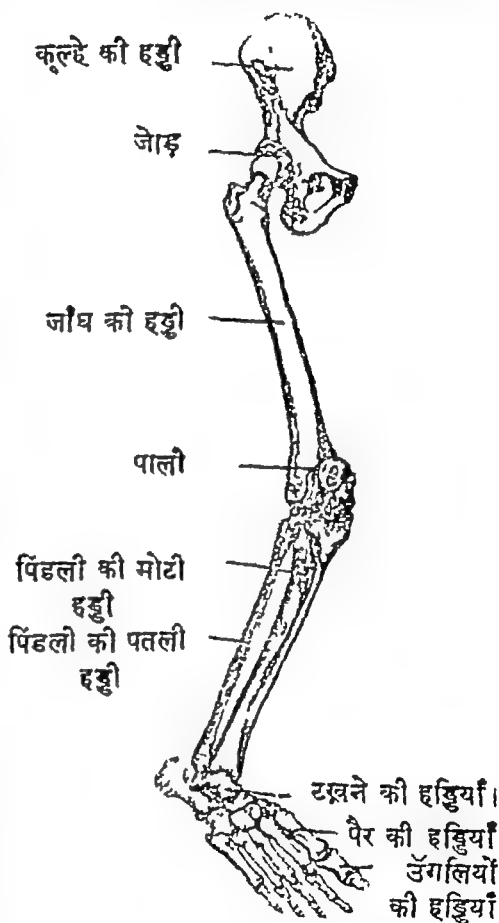 कूल्हे की हड्डी
जोड़
जाँघ की हड्डी
पाली
पिंडली की मोटी
हड्डी
पिंडली की पतली
हड्डी
टखने की हड्डियाँ।
पैर की हड्डियाँ
उँगलियों
की हड्डियाँ